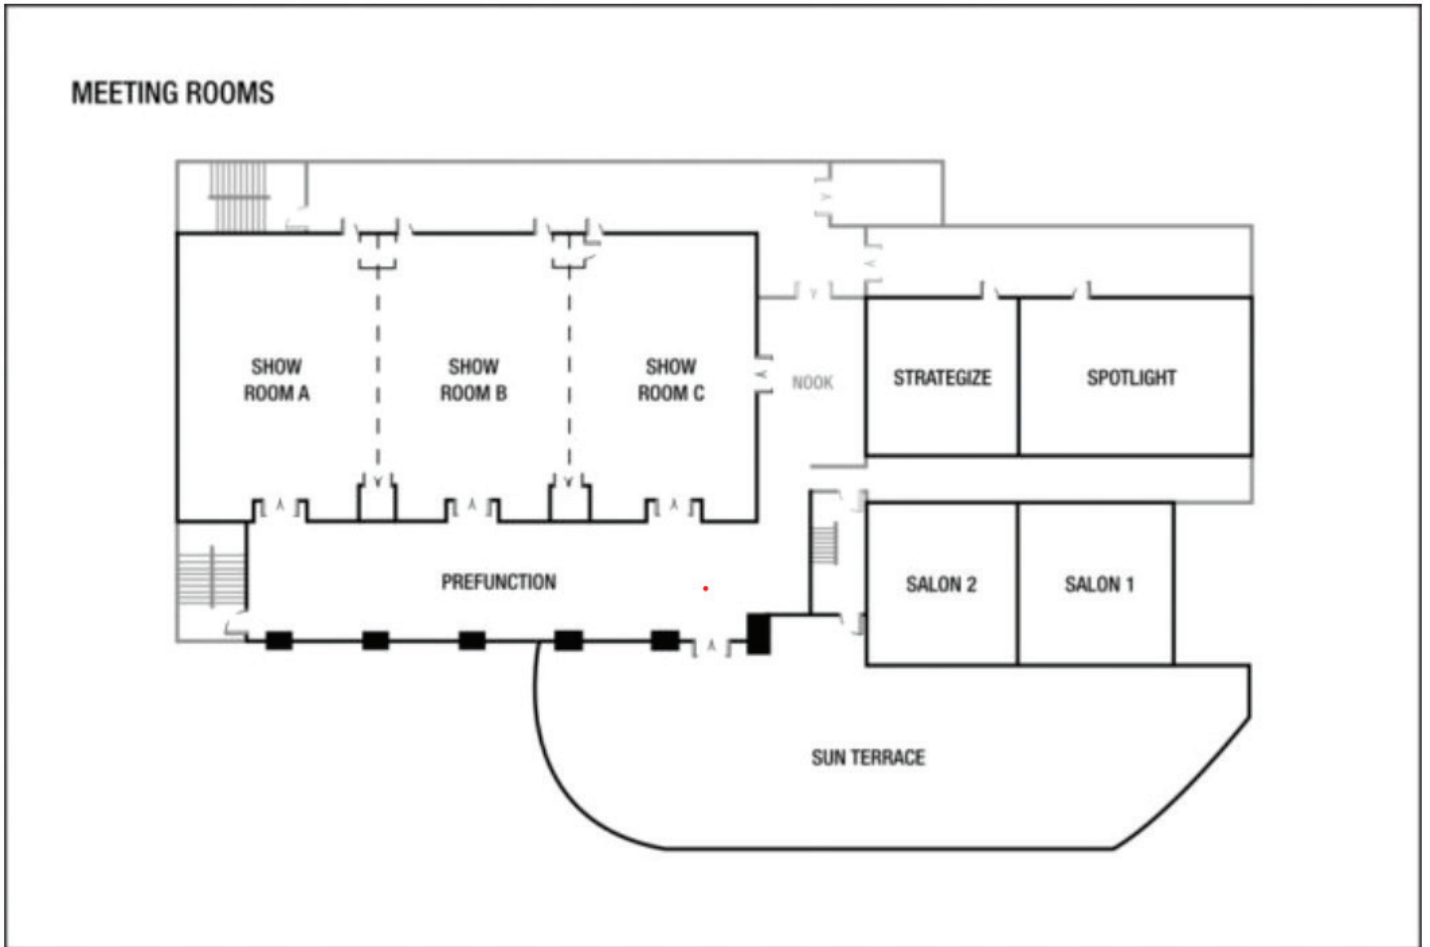 MEETING ROOMS
SHOW
ROOM A
SHOW
ROOM B
SHOW
ROOM C
NOOK
STRATEGIZE
SPOTLIGHT
PREFUNCTION
SALON 2
SALON 1
SUN TERRACE